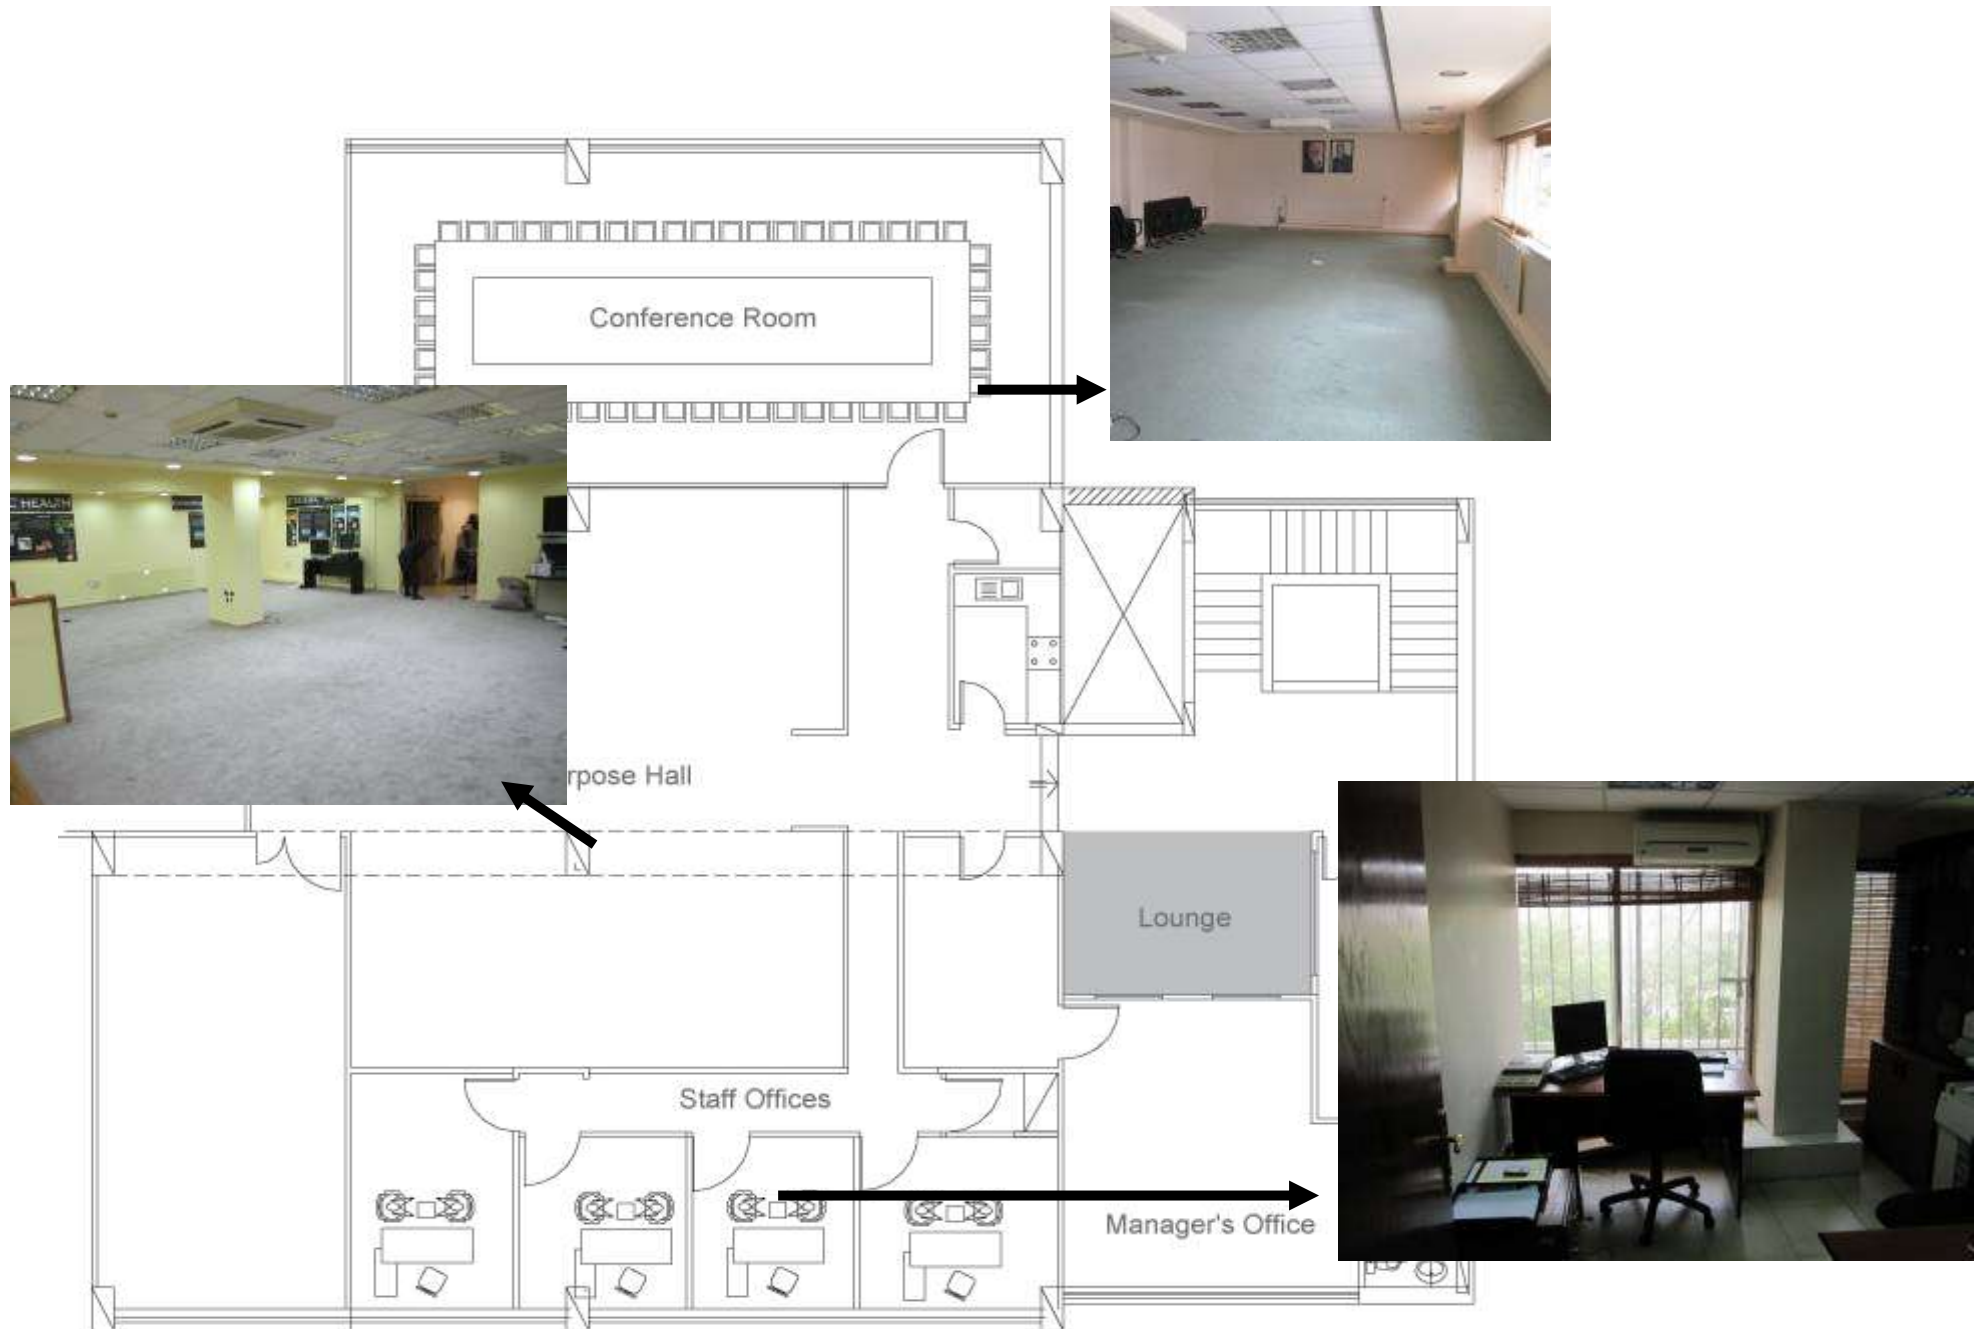 Conference Room
C HEALTH
rpose Hall
Lounge
Staff Offices
Manager's Office